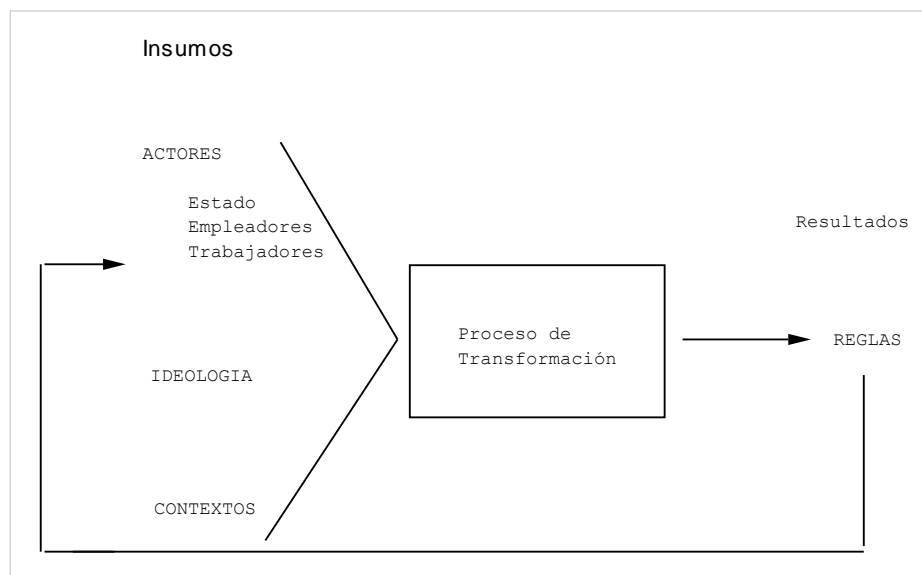 Insumos
ACTORES
Estado
Empleadores
Trabajadores
Resultados
Proceso de
Transformación
REGLAS
IDEOLOGIA
CONTEXTOS